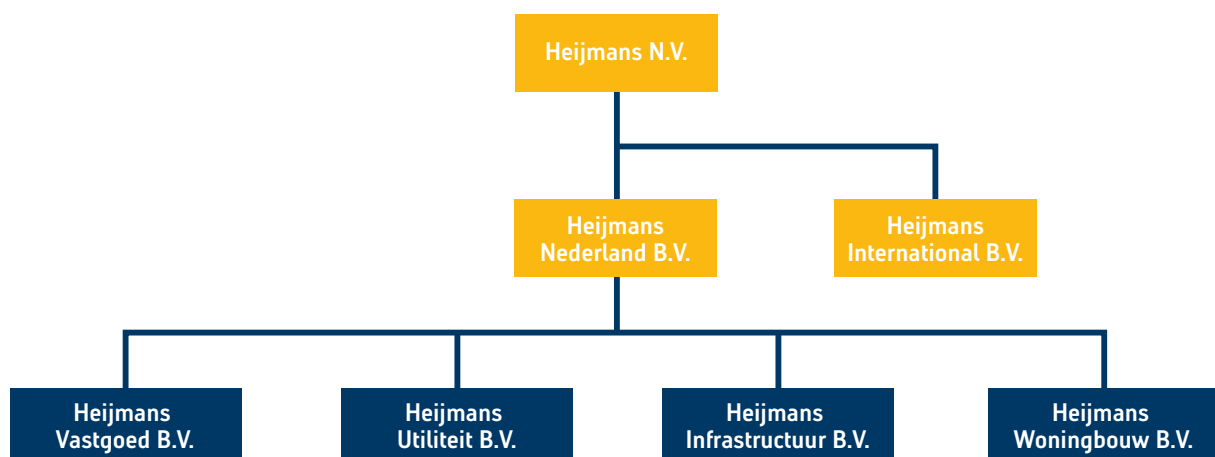 Heijmans N.V.
Heijmans
Nederland B.V.
Heijmans
International B.V.
Heijmans
Vastgoed B.V.
Heijmans
Utiliteit B.V.
Heijmans
Infrastructuur B.V.
Heijmans
Woningbouw B.V.